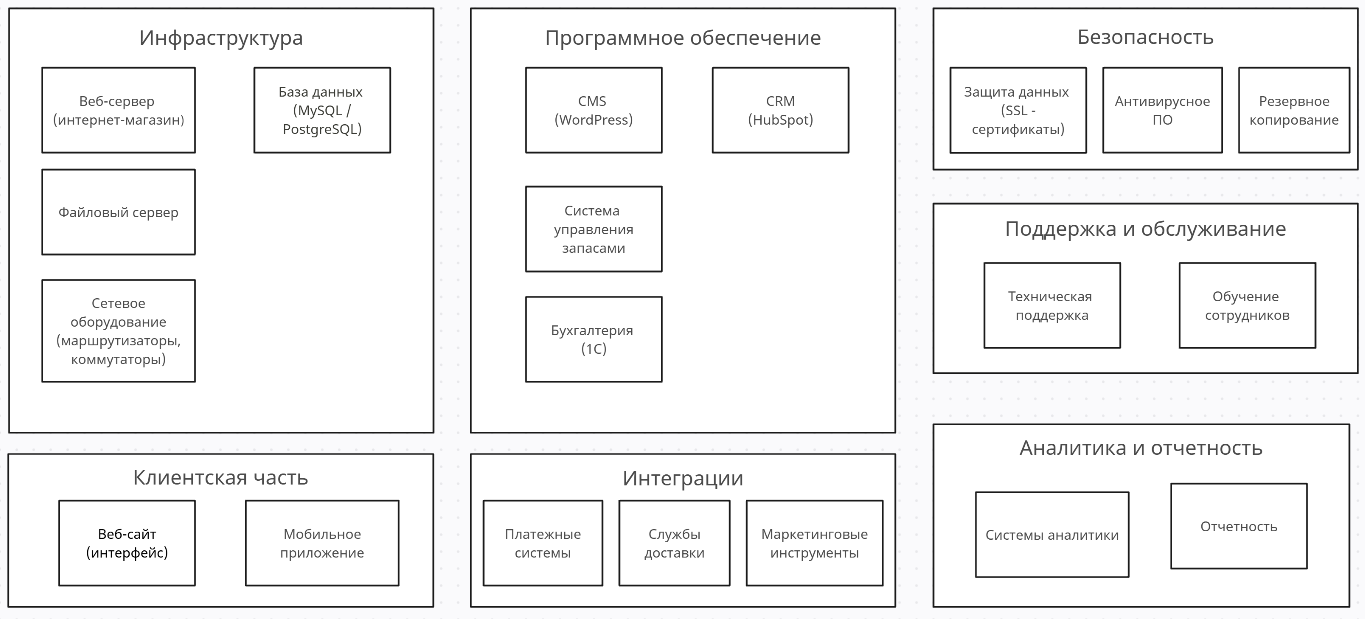 Инфраструктура
Веб-сервер
(интернет-магазин)
База данных
(MySQL /
PostgreSQL)
Файловый сервер
Сетевое
оборудование
(маршрутизаторы,
коммутаторы)
Программное обеспечение
CMS
(WordPress)
CRM
(HubSpot)
Система
управления
запасами
Бухгалтерия
(1С)
Безопасность
Защита данных
(SSL -
сертификаты)
Антивирусное
ПО
Резервное
копирование
Поддержка и обслуживание
Техническая
поддержка
Обучение
сотрудников
Клиентская часть
Веб-сайт
(интерфейс)
Мобильное
приложение
Интеграции
Платежные
системы
Службы
доставки
Маркетинговые
инструменты
Аналитика и отчетность
Системы аналитики
Отчетность